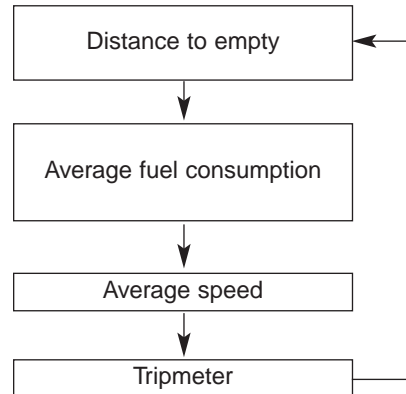 Distance to empty
Average fuel consumption
Average speed
Tripmeter